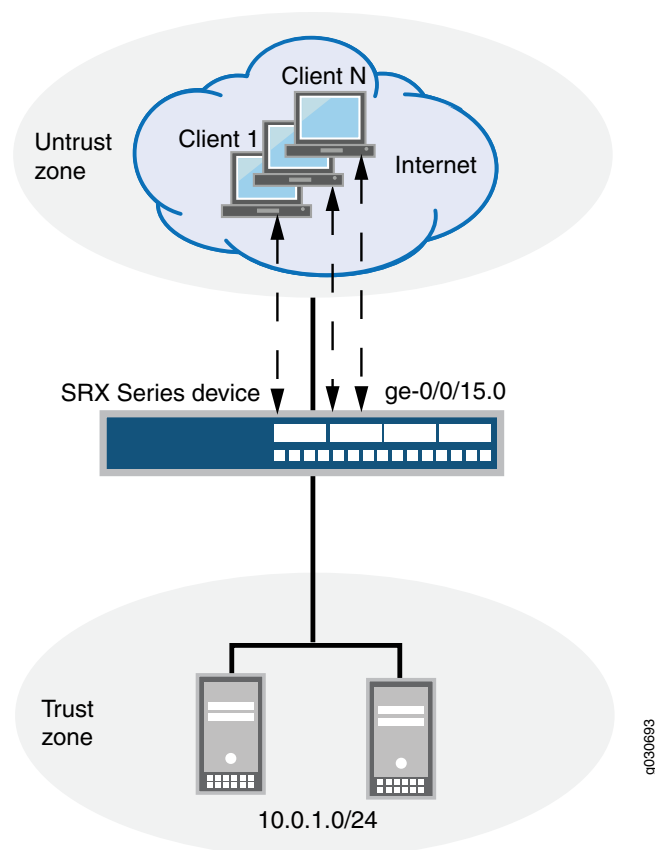 Client N
Client 1
Untrust
zone
Internet
SRX Series device
ge-0/0/15.0
Trust
zone
10.0.1.0/24
g030693